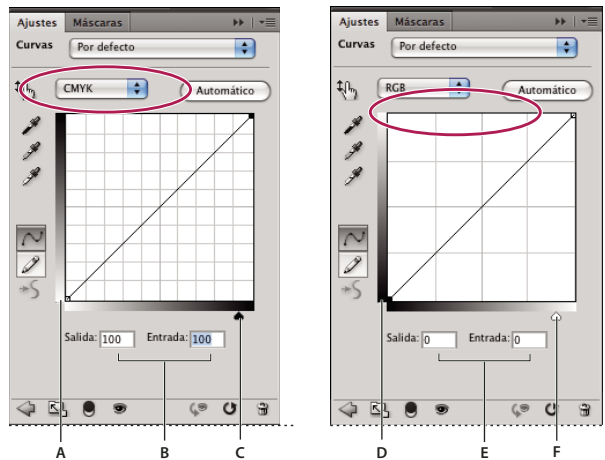 Ajustes Máscaras
Curvas Por defecto
CMYK Automático
Salida: 100 Entrada: 100
A B C
Ajustes Máscaras
Curvas Por defecto
RGB Automático
Salida: 0 Entrada: 0
D E F